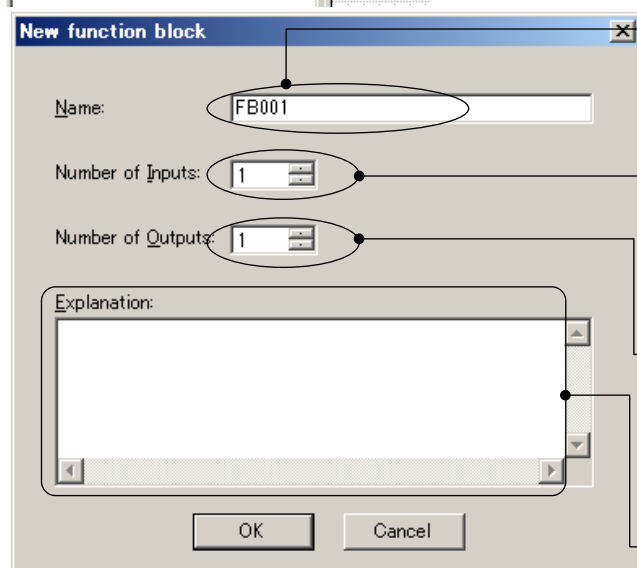 New function block
Name: FB001
Number of Inputs: 1
Number of Outputs: 1
Explanation:
OK Cancel